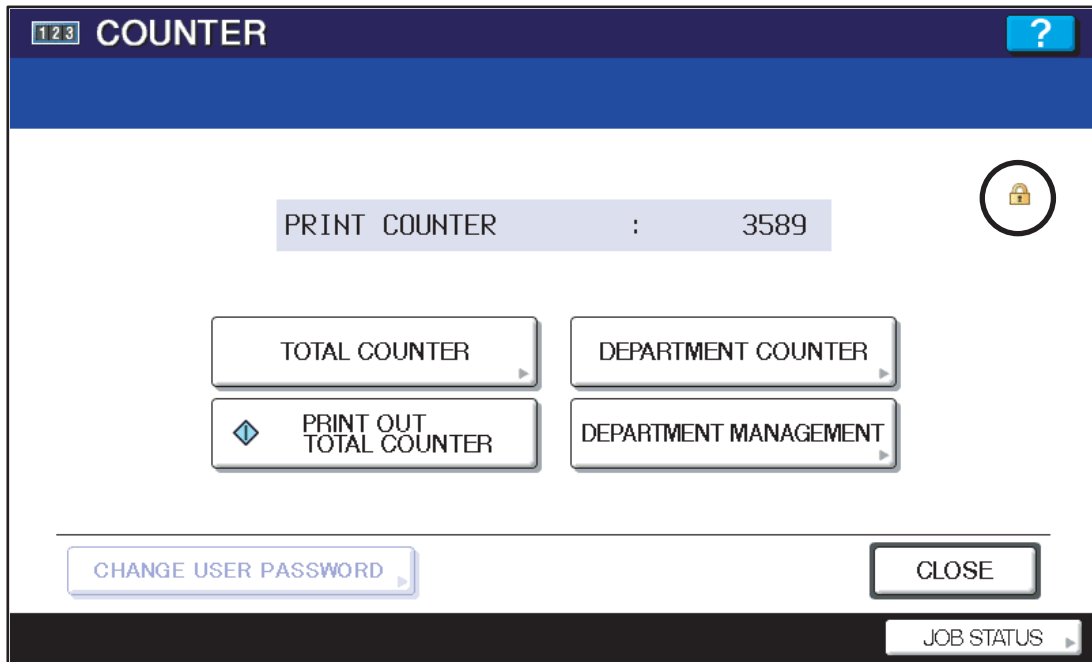 123 COUNTER
?
PRINT COUNTER : 3589
TOTAL COUNTER
DEPARTMENT COUNTER
PRINT OUT
TOTAL COUNTER
DEPARTMENT MANAGEMENT
CHANGE USER PASSWORD
CLOSE
JOB STATUS